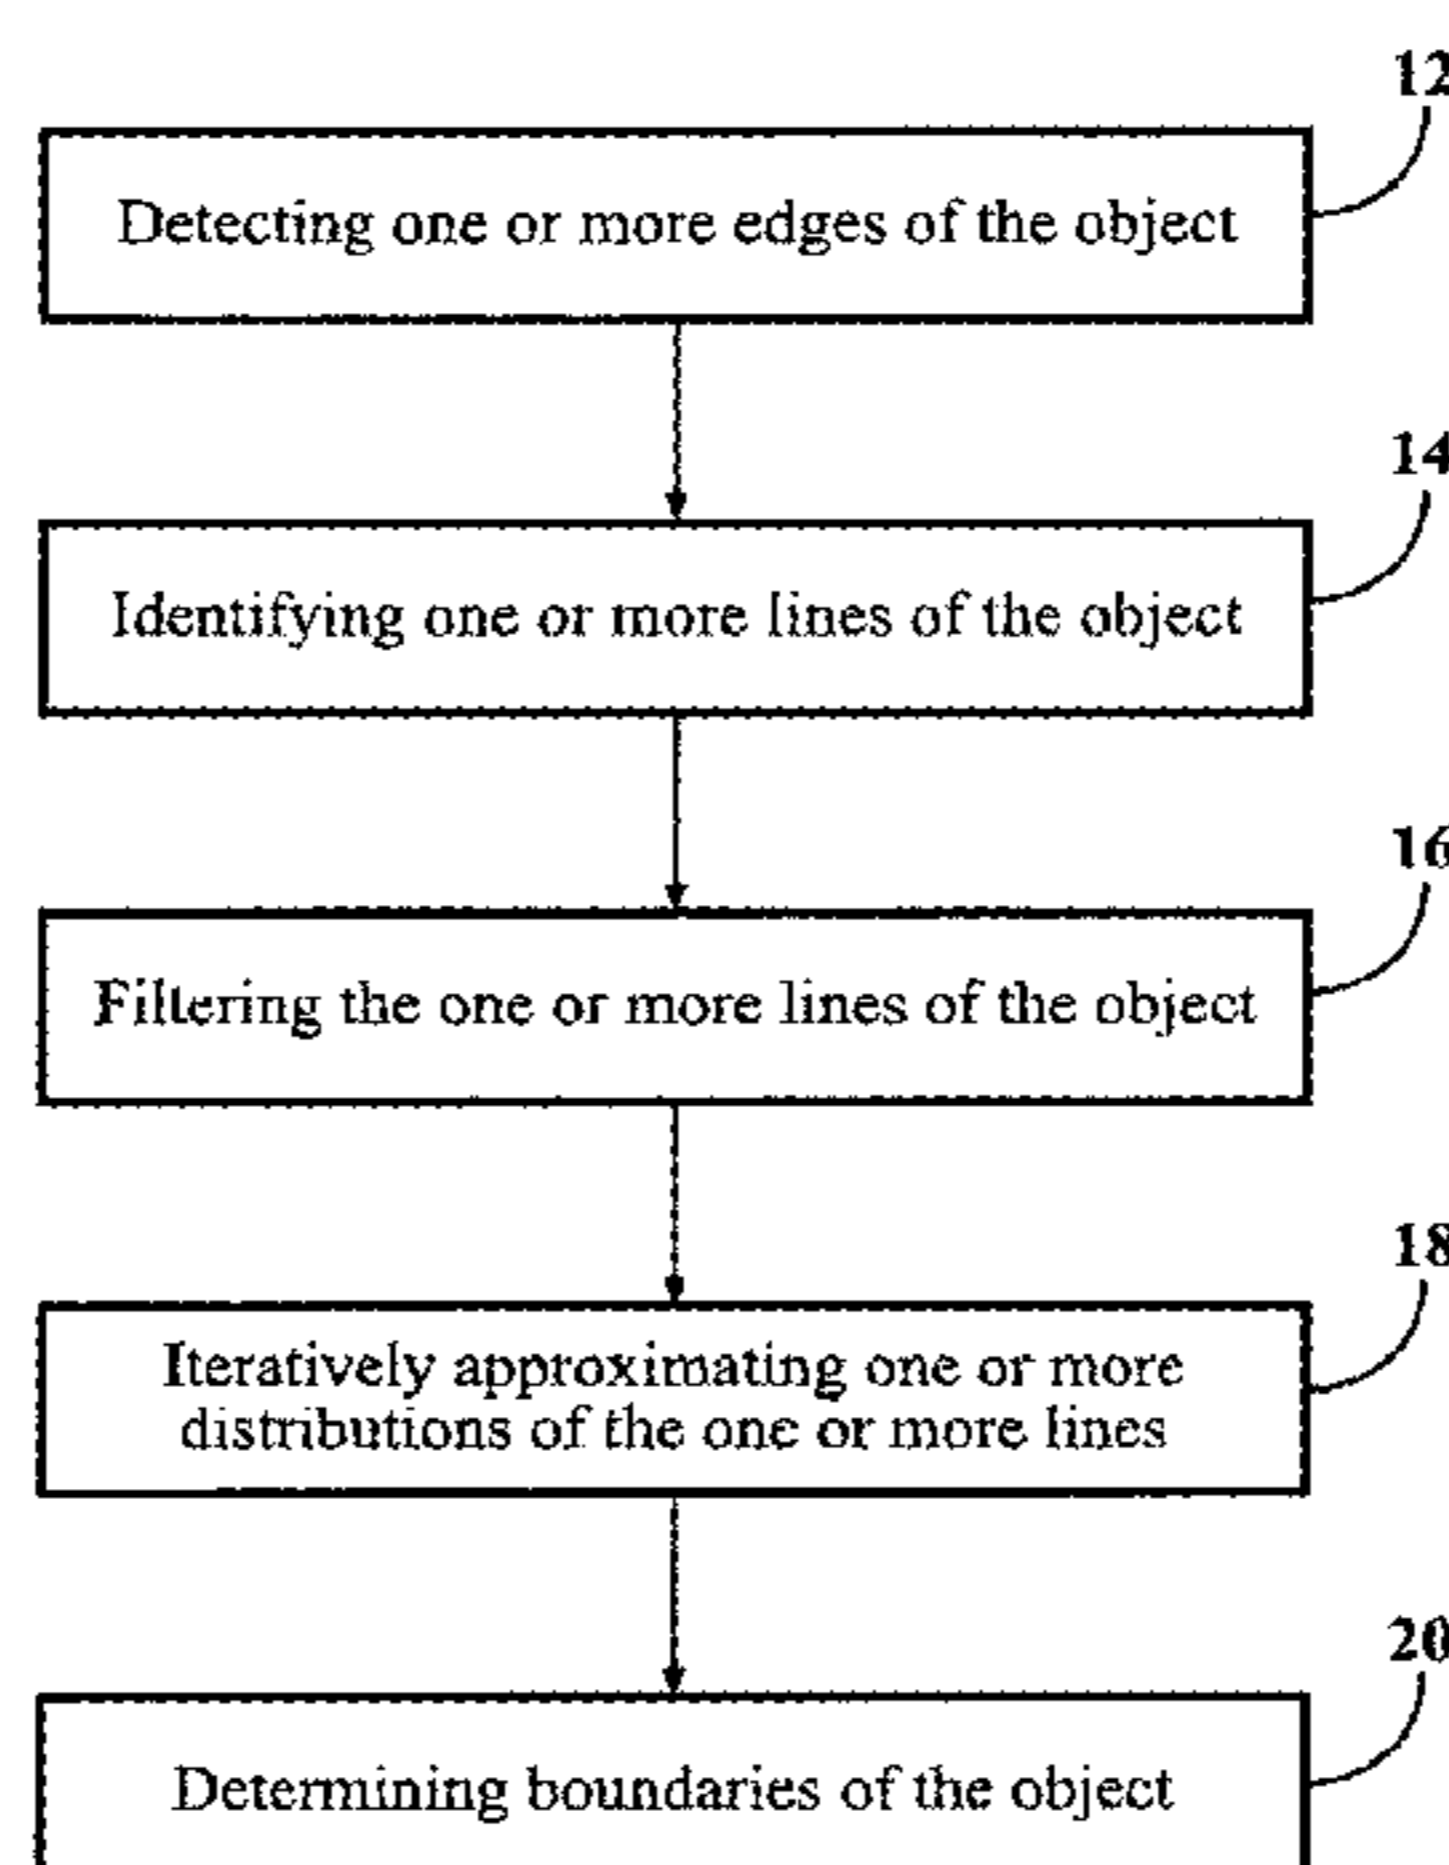 12
Detecting one or more edges of the object
14
Identifying one or more lines of the object
16
Filtering the one or more lines of the object
18
Iteratively approximating one or more
distributions of the one or more lines
20
Determining boundaries of the object